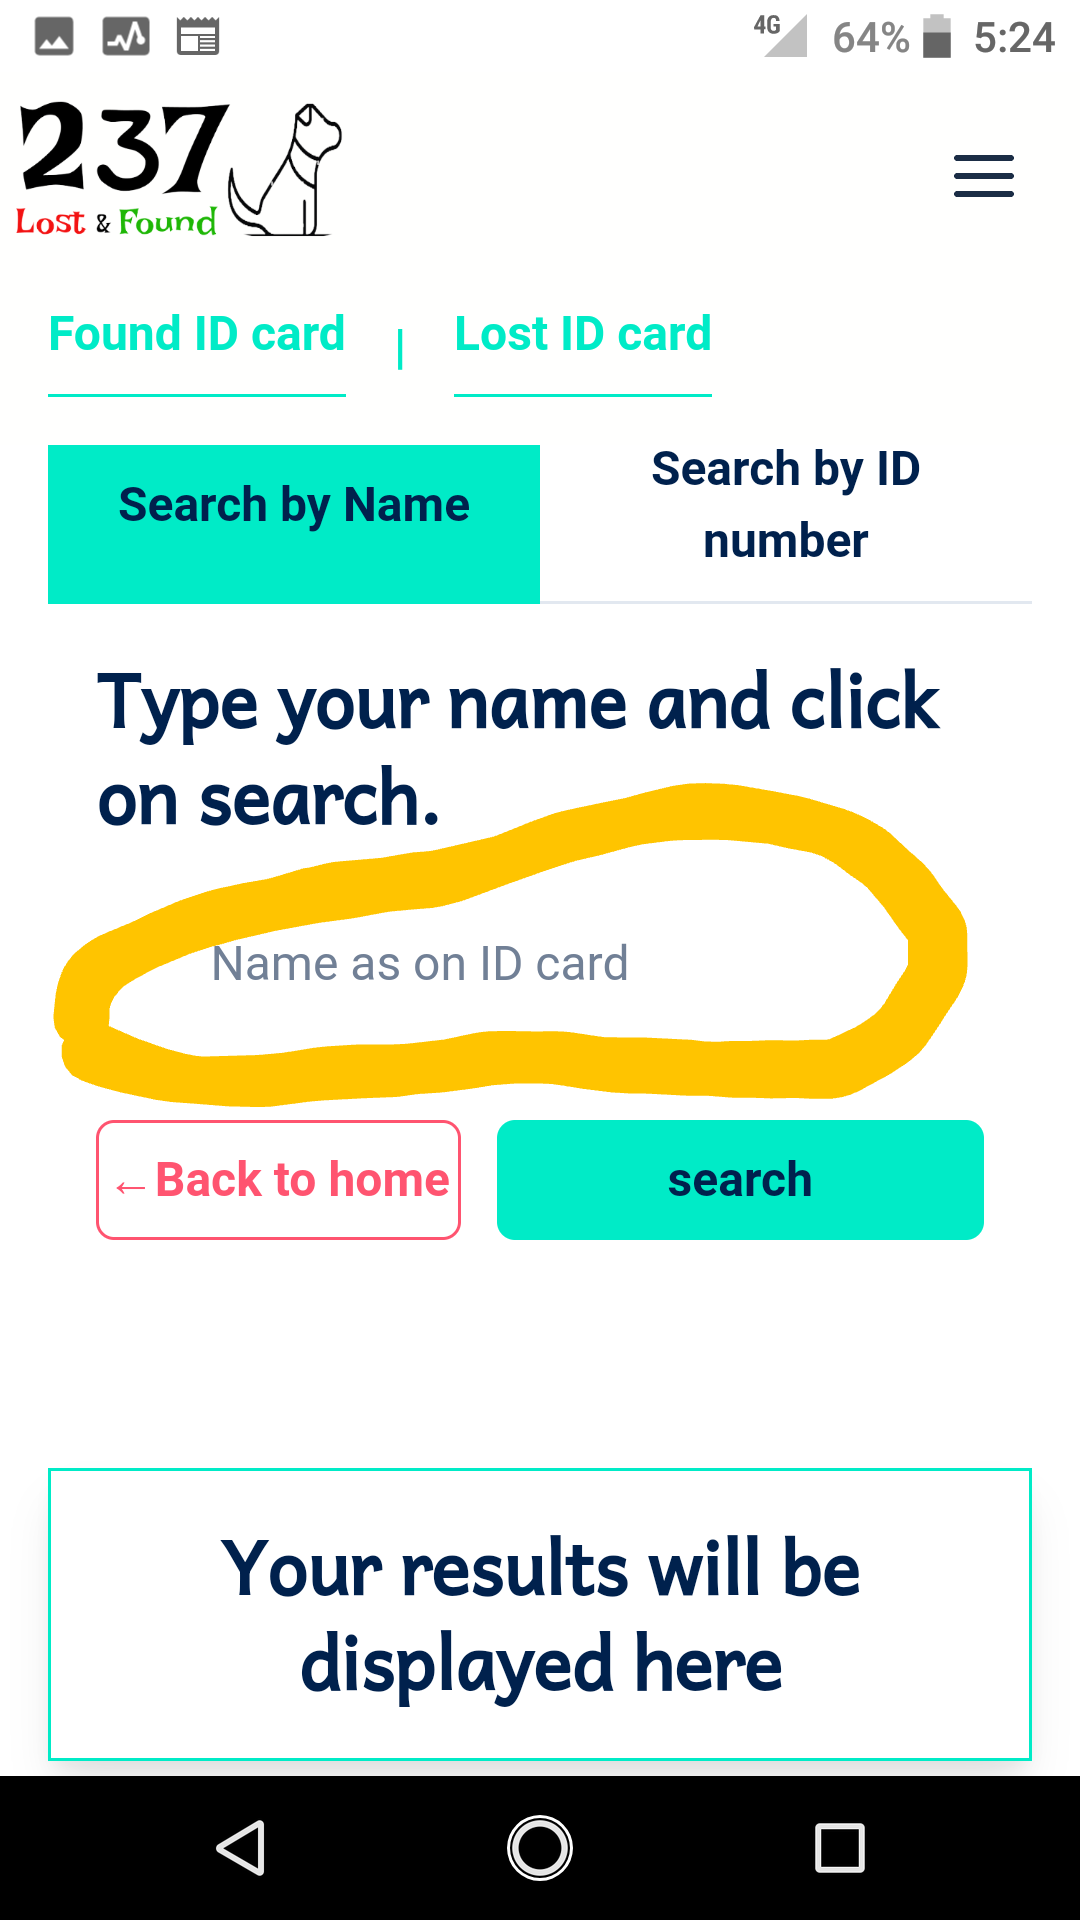 4G 64% 5:24
237
Lost & Found
Found ID card | Lost ID card
Search by Name
Search by ID
number
Type your name and click
on search.
Name as on ID card
←Back to home
search
Your results will be
displayed here